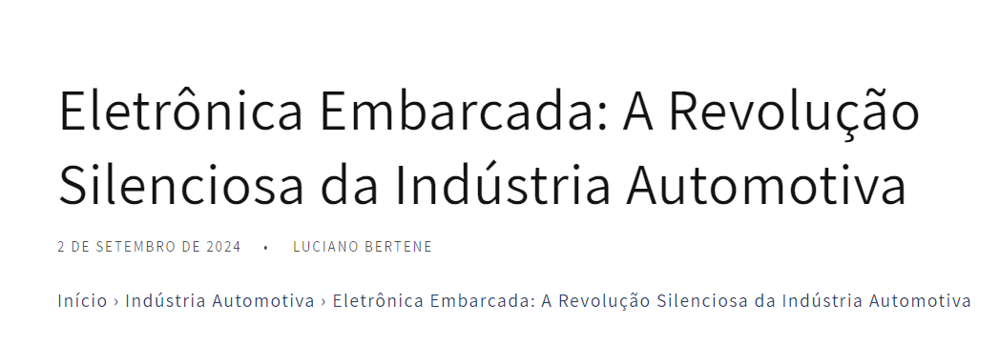 Eletrônica Embarcada: A Revolução
Silenciosa da Indústria Automotiva
2 DE SETEMBRO DE 2024 • LUCIANO BERTENE
Início › Indústria Automotiva › Eletrônica Embarcada: A Revolução Silenciosa da Indústria Automotiva